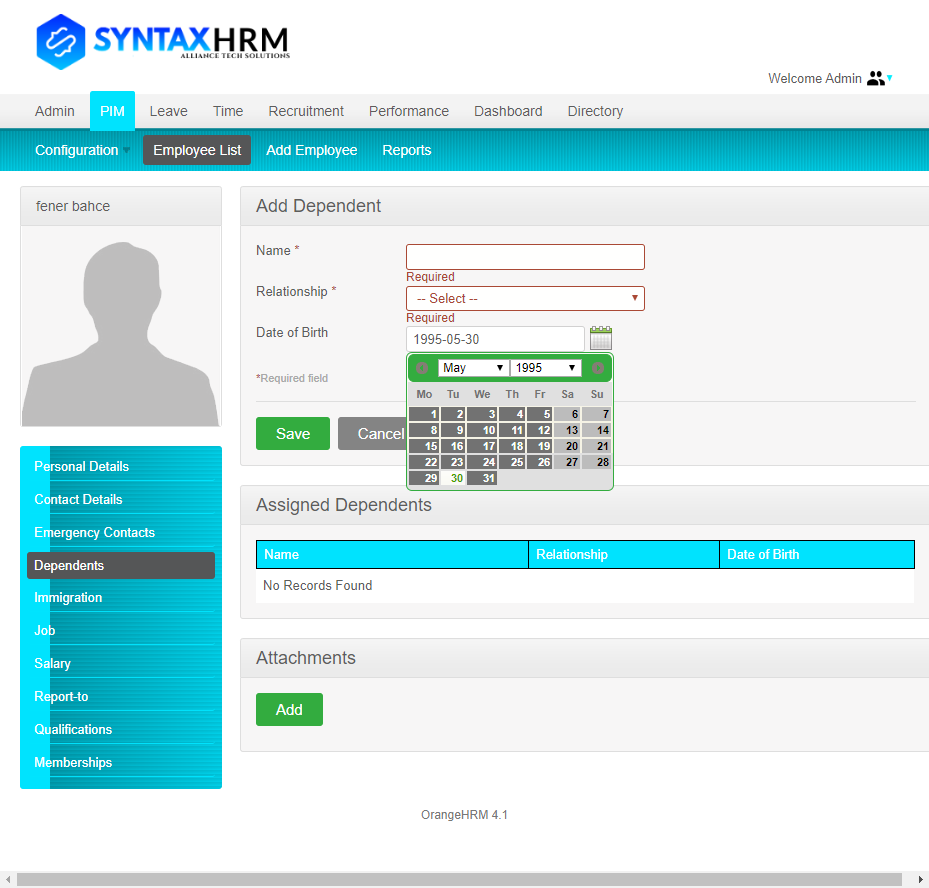 SYNTAXHRM
ALLIANCE TECH SOLUTIONS
Welcome Admin
Admin PIM Leave Time Recruitment Performance Dashboard Directory
Configuration Employee List Add Employee Reports
fener bahce
Add Dependent
Name *
Required
Relationship *
-- Select --
Required
Date of Birth
1995-05-30
May 1995
*Required field
Mo Tu We Th Fr Sa Su
1 2 3 4 5 6 7
8 9 10 11 12 13 14
15 16 17 18 19 20 21
22 23 24 25 26 27 28
29 30 31
Save Cancel
Personal Details
Contact Details
Emergency Contacts
Dependents
Immigration
Job
Salary
Report-to
Qualifications
Memberships
Assigned Dependents
Name Relationship Date of Birth
No Records Found
Attachments
Add
OrangeHRM 4.1